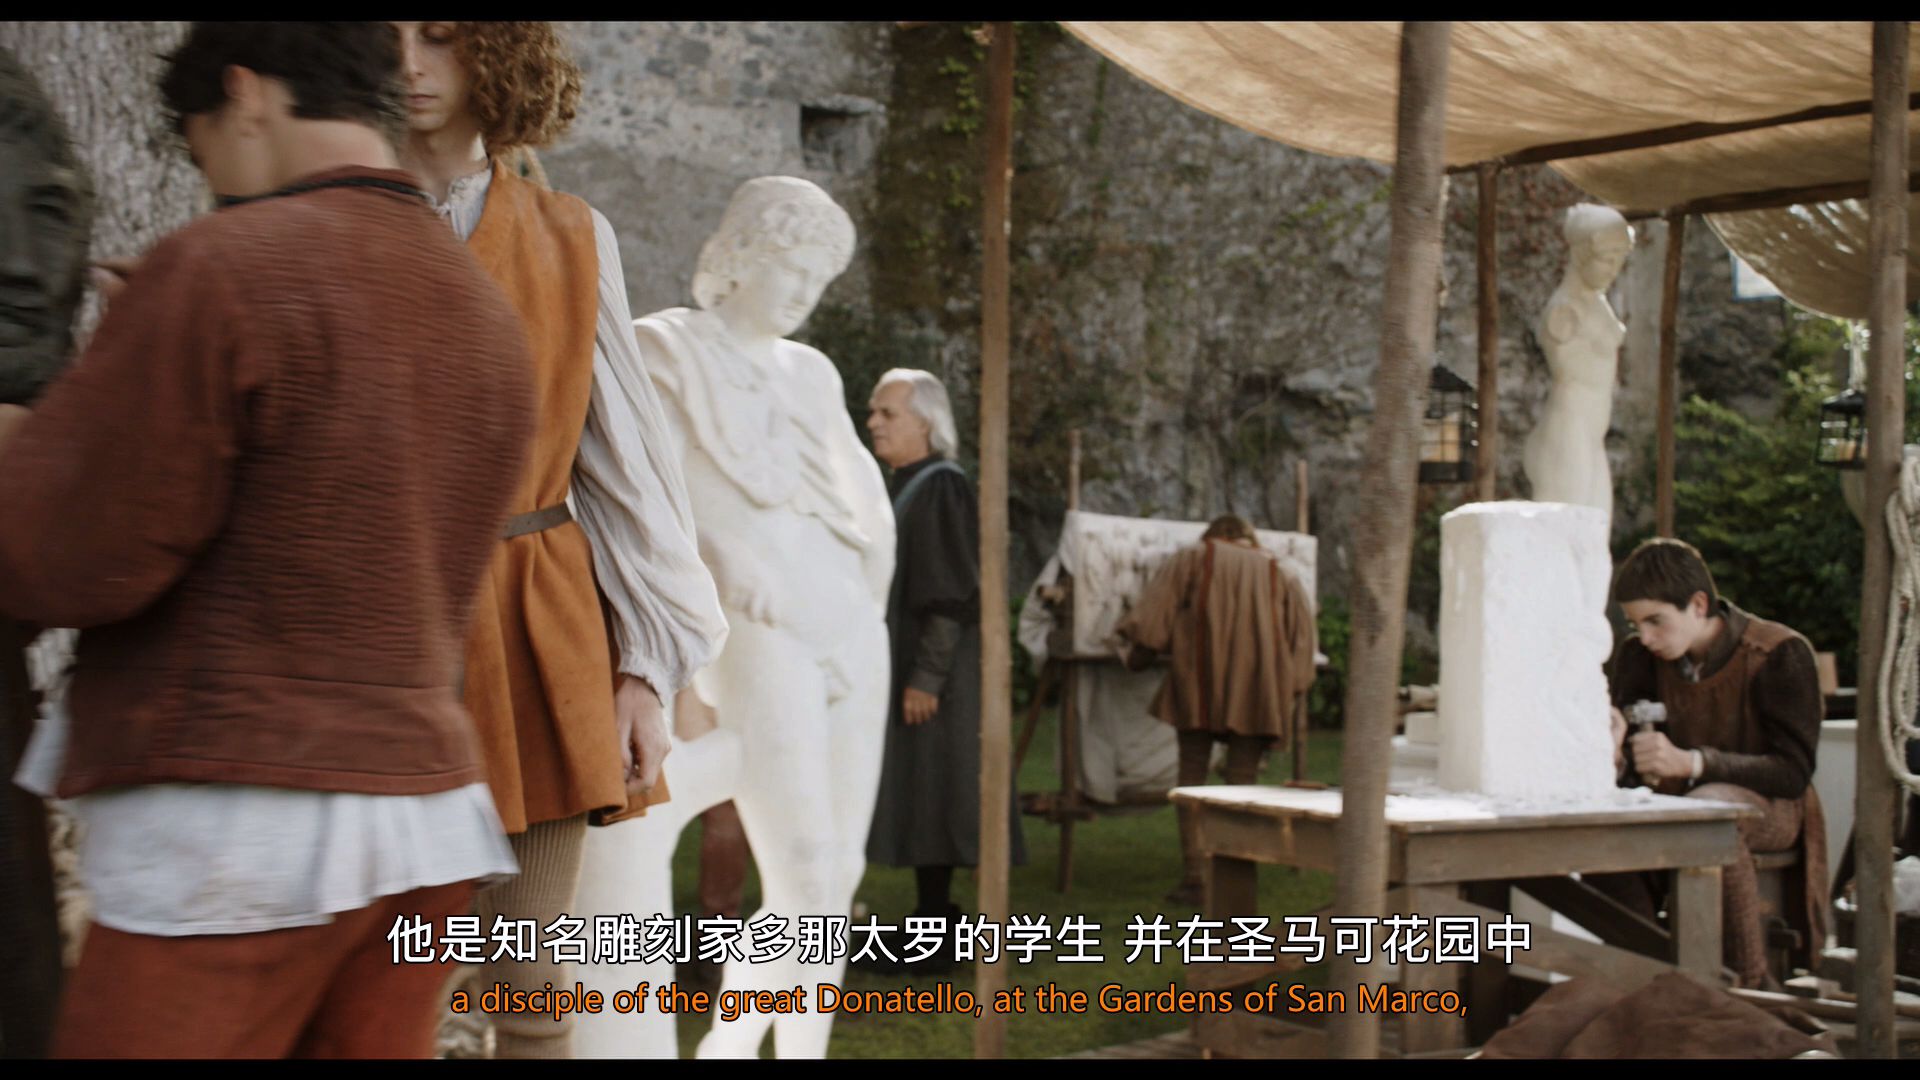 他是知名雕刻家多那太罗的学生 并在圣马可花园中
a disciple of the great Donatello, at the Gardens of San Marco,